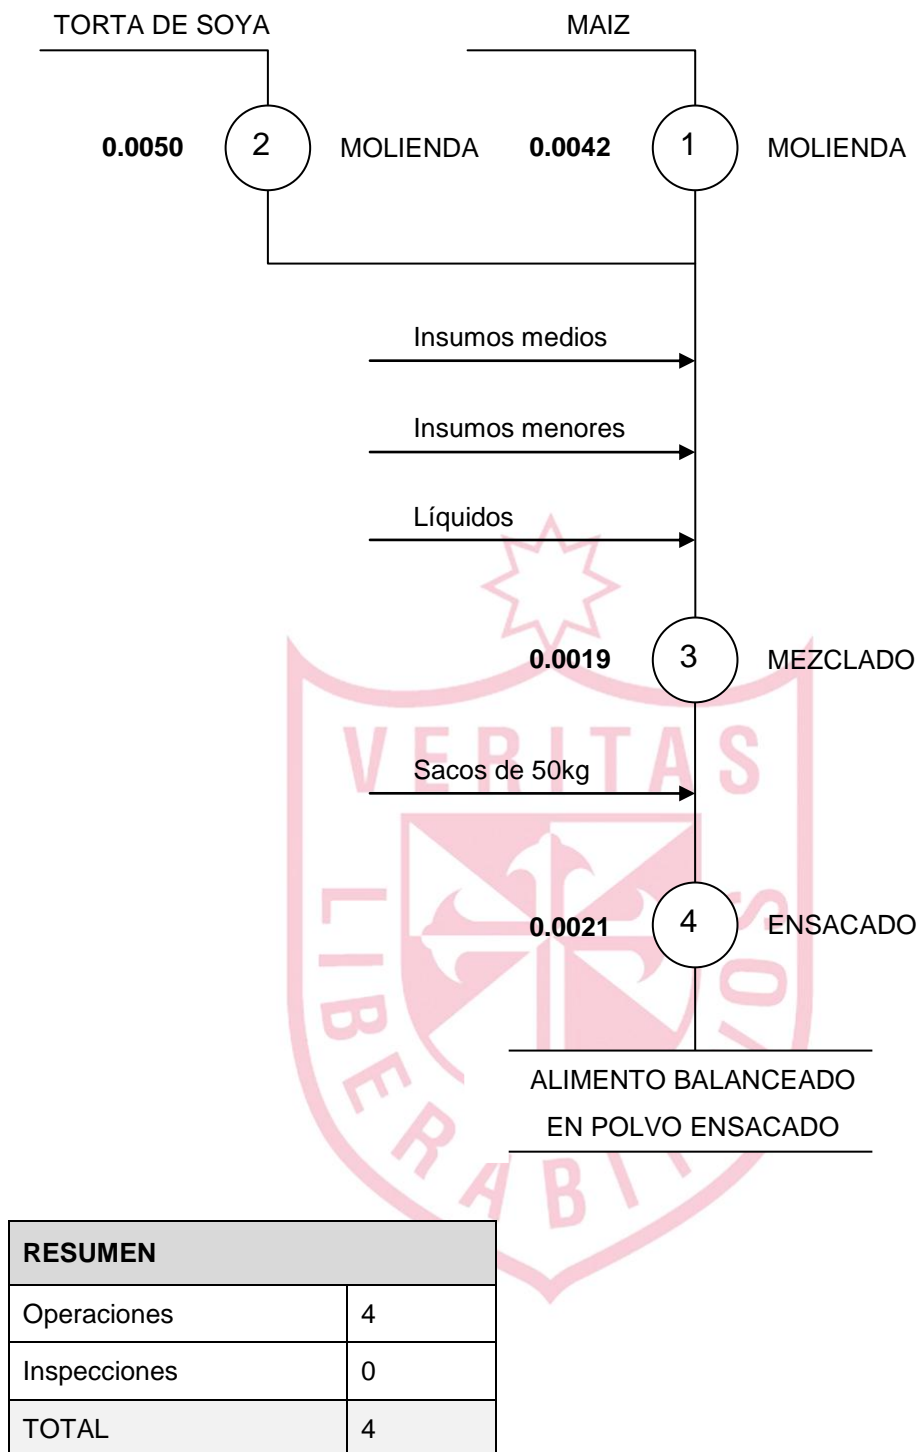 TORTA DE SOYA
MAIZ
0.0050 2 MOLIENDA
0.0042 1 MOLIENDA
Insumos medios
Insumos menores
Líquidos
0.0019 3 MEZCLADO
VERITAS
Sacos de 50kg
LIBERABIT
VOS
0.0021 4 ENSACADO
ALIMENTO BALANCEADO
EN POLVO ENSACADO
RESUMEN
Operaciones 4
Inspecciones 0
TOTAL 4